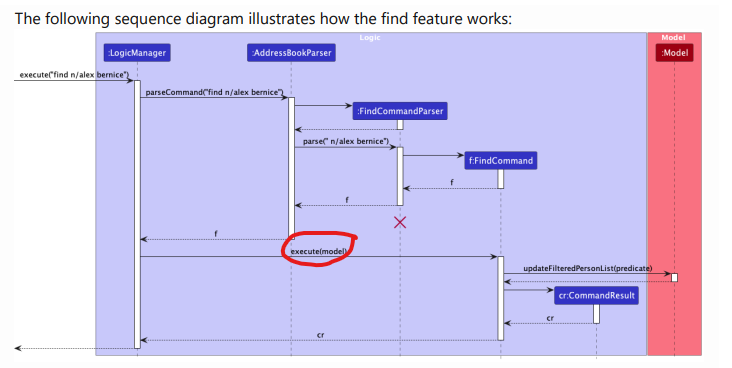 The following sequence diagram illustrates how the find feature works:
Logic
Model
:LogicManager
:AddressBookParser
:Model
execute("find n/alex bernice")
parseCommand("find n/alex bernice")
:FindCommandParser
parse(" n/alex bernice")
f:FindCommand
f
f
f
execute(model)
updateFilteredPersonList(predicate)
cr:CommandResult
cr
cr